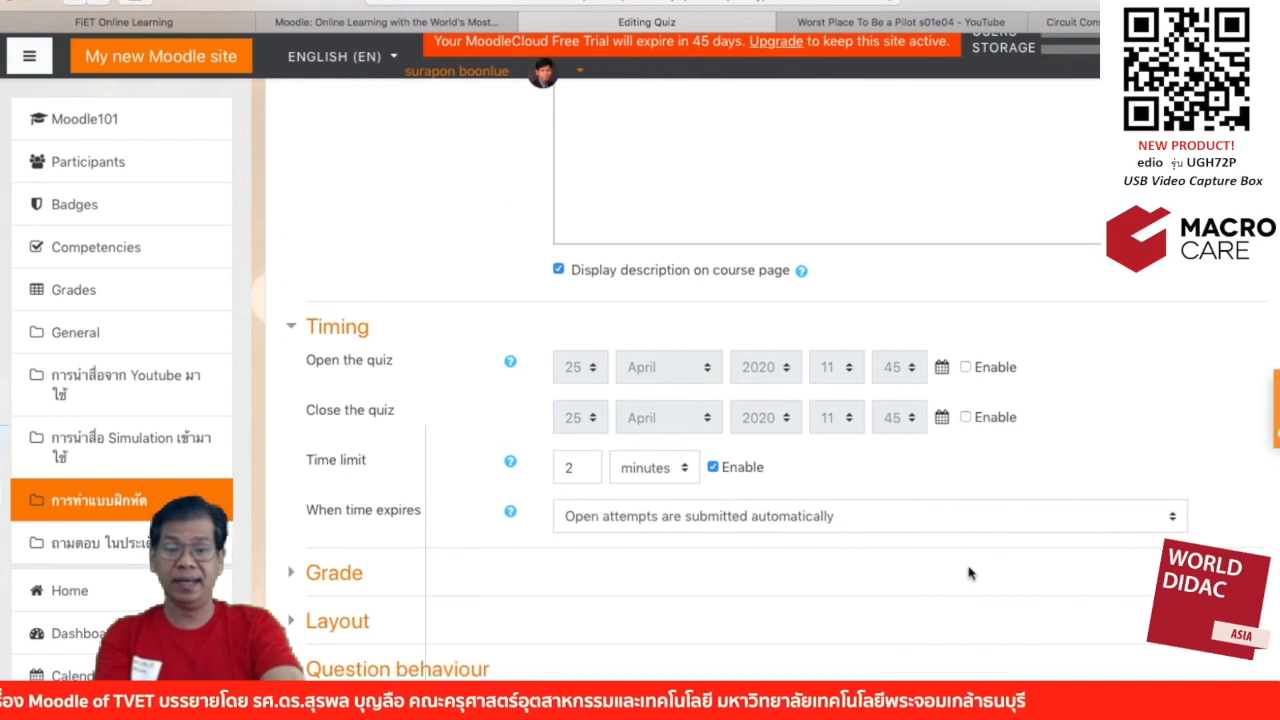 FiET Online Learning
Moodle: Online Learning with the World's Most...
Editing Quiz
Worst Place To Be a Pilot s01e04 - YouTube
My new Moodle site
ENGLISH (EN)
Your MoodleCloud Free Trial will expire in 45 days. Upgrade to keep this site active.
surapon boonlue
USERS
STORAGE
NEW PRODUCT!
edio รุ่น UGH72P
USB Video Capture Box
MACRO
CARE
Moodle101
Participants
Badges
Competencies
Grades
General
การนำสื่อจาก Youtube มา
ใช้
การนำสื่อ Simulation เข้ามา
ใช้
การทำแบบฝึกหัด
Home
Display description on course page
Timing
Open the quiz
25 April 2020 11 45 Enable
Close the quiz
25 April 2020 11 45 Enable
Time limit
2 minutes Enable
When time expires
Open attempts are submitted automatically
Grade
Layout
Question behaviour
WORLD
DIDAC
ASIA
Moodle of TVET บรรยายโดย รศ.ดร.สุรพล บุญลือ คณะครุศาสตร์อุตสาหกรรมและเทคโนโลยี มหาวิทยาลัยเทคโนโลยีพระจอมเกล้าธนบุรี